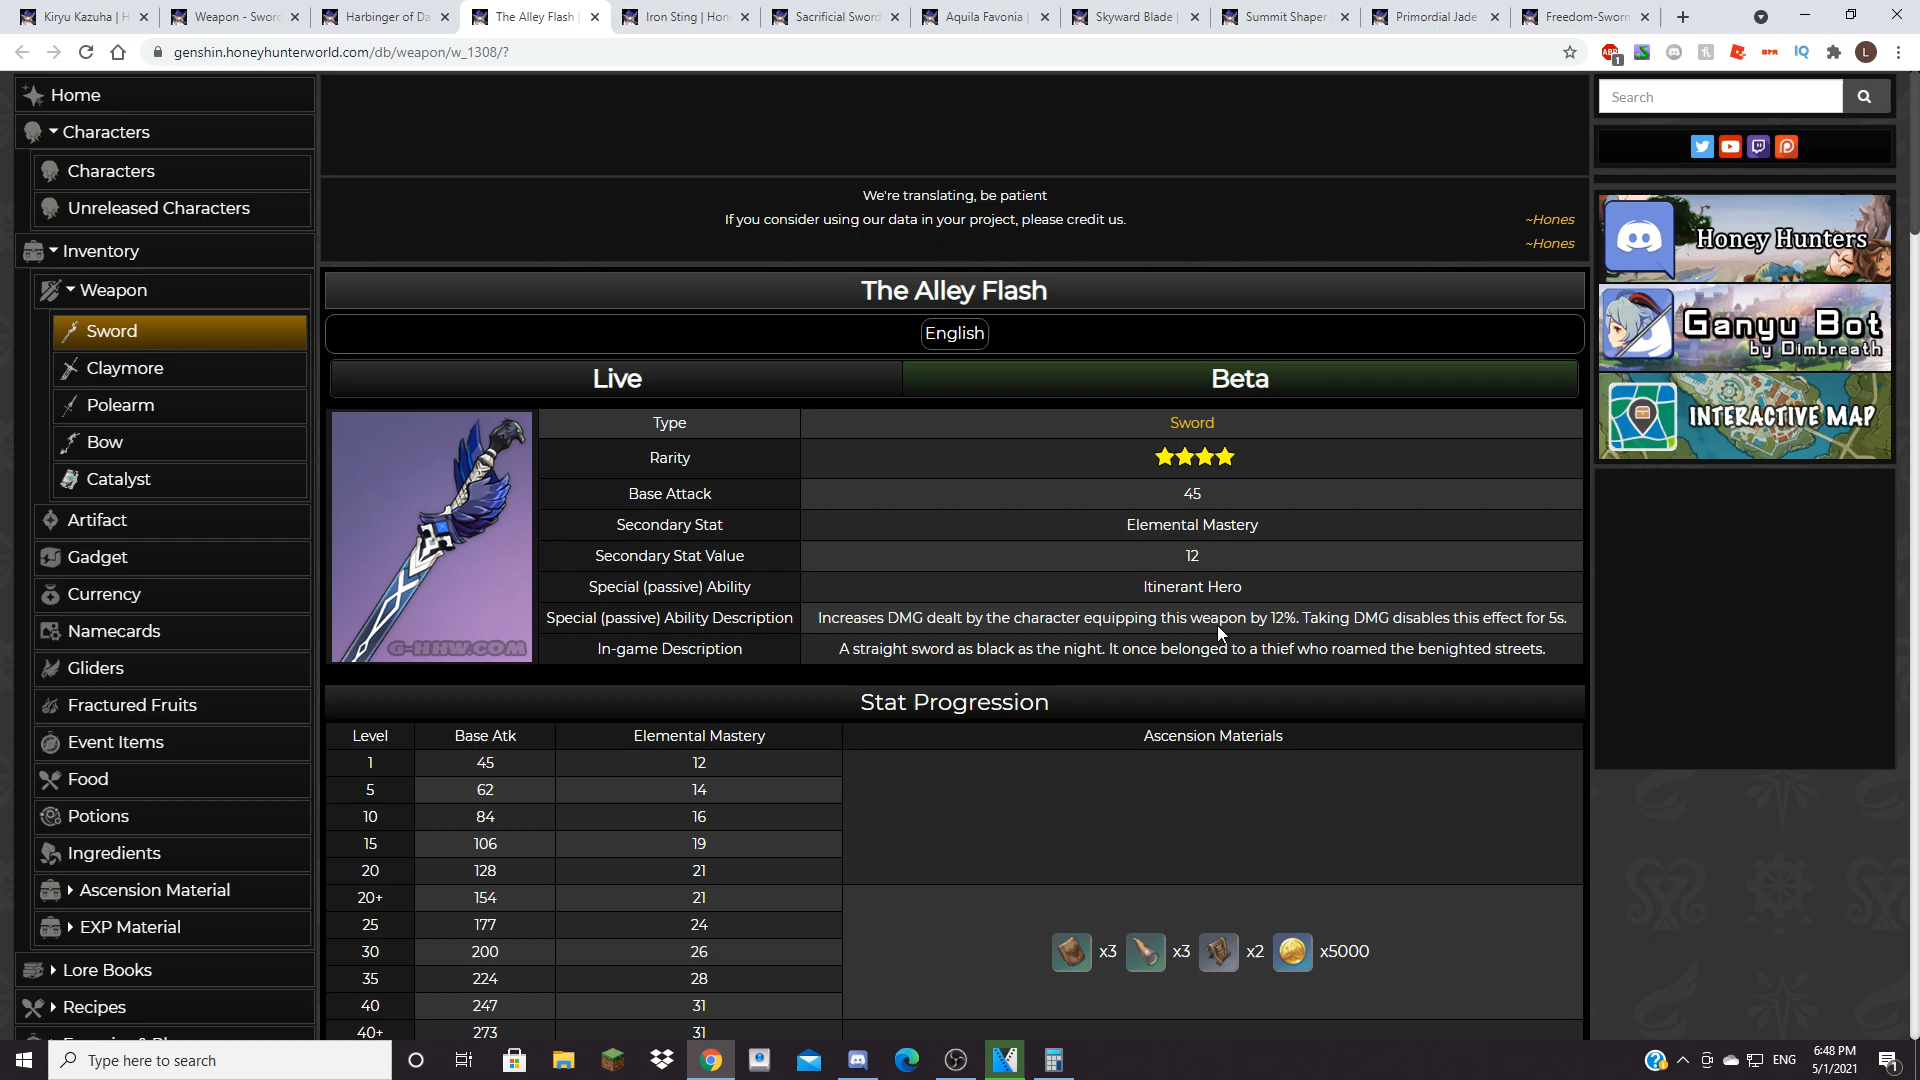 Kiryu Kazuha | H
Weapon - Sword
Harbinger of Da
The Alley Flash
Iron Sting | Hon
Sacrificial Sword
Aquila Favonia |
Skyward Blade |
Summit Shaper
Primordial Jade
Freedom-Sworn
genshin.honeyhunterworld.com/db/weapon/w_1308/?
Home
Characters
Characters
Unreleased Characters
Inventory
Weapon
Sword
Claymore
Polearm
Bow
Catalyst
Artifact
Gadget
Currency
Namecards
Gliders
Fractured Fruits
Event Items
Food
Potions
Ingredients
Ascension Material
EXP Material
Lore Books
Recipes
We're translating, be patient
If you consider using our data in your project, please credit us.
~Hones
~Hones
The Alley Flash
English
Live Beta
Type Sword
Rarity
Base Attack 45
Secondary Stat Elemental Mastery
Secondary Stat Value 12
Special (passive) Ability Itinerant Hero
Special (passive) Ability Description Increases DMG dealt by the character equipping this weapon by 12%. Taking DMG disables this effect for 5s.
In-game Description A straight sword as black as the night. It once belonged to a thief who roamed the benighted streets.
G-HHW.COM
Stat Progression
Level Base Atk Elemental Mastery Ascension Materials
1 45 12
5 62 14
10 84 16
15 106 19
20 128 21
20+ 154 21
25 177 24
30 200 26
35 224 28
40 247 31
40+ 273 31
x3 x3 x2 x5000
Search
Honey Hunters
Ganyu Bot
by Dimbreath
INTERACTIVE MAP
Type here to search
ENG
6:48 PM
5/1/2021